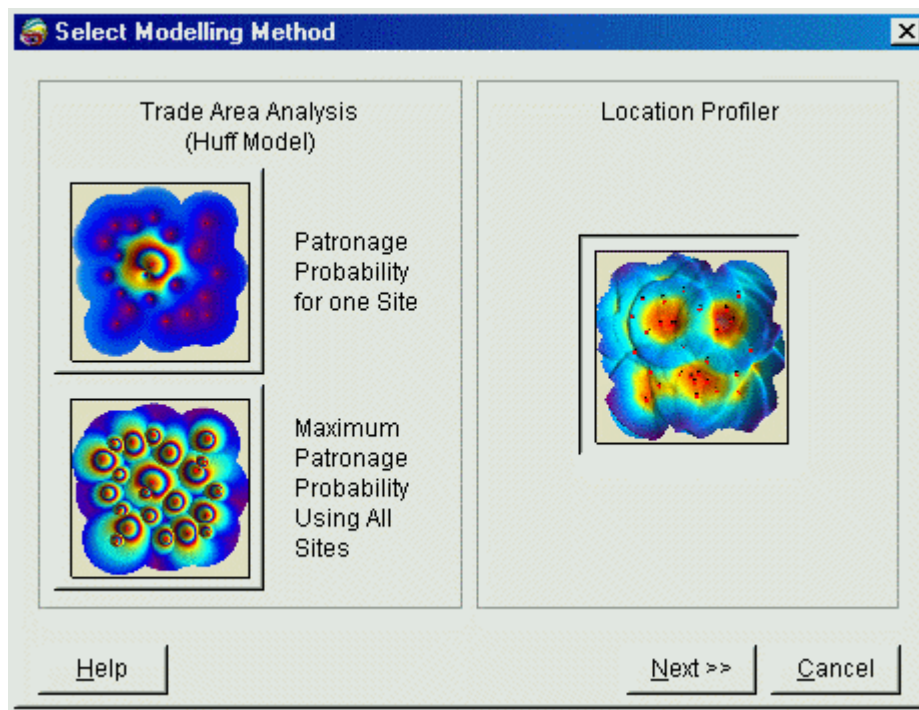 Select Modelling Method
Trade Area Analysis
(Huff Model)
Patronage
Probability
for one Site
Maximum
Patronage
Probability
Using All
Sites
Location Profiler
Help
Next >>
Cancel